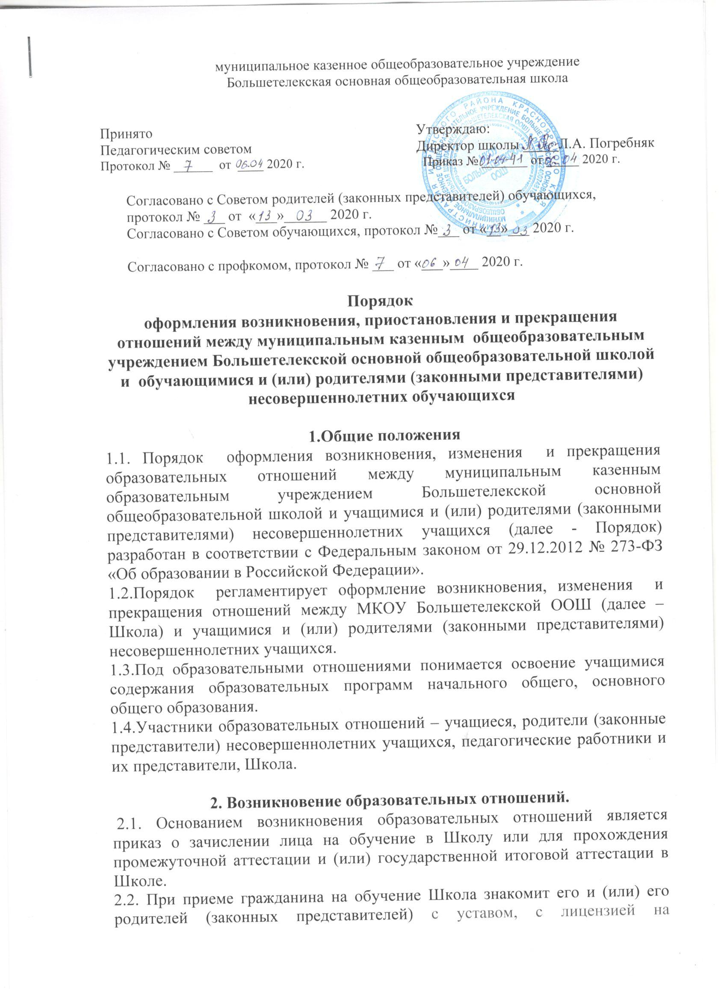 муниципальное казенное общеобразовательное учреждение
Большетелекская основная общеобразовательная школа
Принято
Педагогическим советом
Протокол № 7 от 06.04 2020 г.
Утверждаю:
Директор школы Л.А. Погребняк
Приказ № 01-04-41 от 04 2020 г.
Согласовано с Советом родителей (законных представителей) обучающихся,
протокол № 3 от «13» 03 2020 г.
Согласовано с Советом обучающихся, протокол № 3 от «13» 03 2020 г.
Согласовано с профкомом, протокол № 7 от «06» 04 2020 г.
Порядок
оформления возникновения, приостановления и прекращения
отношений между муниципальным казенным общеобразовательным
учреждением Большетелекской основной общеобразовательной школой
и обучающимися и (или) родителями (законными представителями)
несовершеннолетних обучающихся
1.Общие положения
1.1. Порядок оформления возникновения, изменения и прекращения
образовательных отношений между муниципальным казенным
образовательным учреждением Большетелекской основной
общеобразовательной школой и учащимися и (или) родителями (законными
представителями) несовершеннолетних учащихся (далее - Порядок)
разработан в соответствии с Федеральным законом от 29.12.2012 № 273-ФЗ
«Об образовании в Российской Федерации».
1.2.Порядок регламентирует оформление возникновения, изменения и
прекращения отношений между МКОУ Большетелекской ООШ (далее –
Школа) и учащимися и (или) родителями (законными представителями)
несовершеннолетних учащихся.
1.3.Под образовательными отношениями понимается освоение учащимися
содержания образовательных программ начального общего, основного
общего образования.
1.4.Участники образовательных отношений – учащиеся, родители (законные
представители) несовершеннолетних учащихся, педагогические работники и
их представители, Школа.
2. Возникновение образовательных отношений.
2.1. Основанием возникновения образовательных отношений является
приказ о зачислении лица на обучение в Школу или для прохождения
промежуточной аттестации и (или) государственной итоговой аттестации в
Школе.
2.2. При приеме гражданина на обучение Школа знакомит его и (или) его
родителей (законных представителей) с уставом, с лицензией на